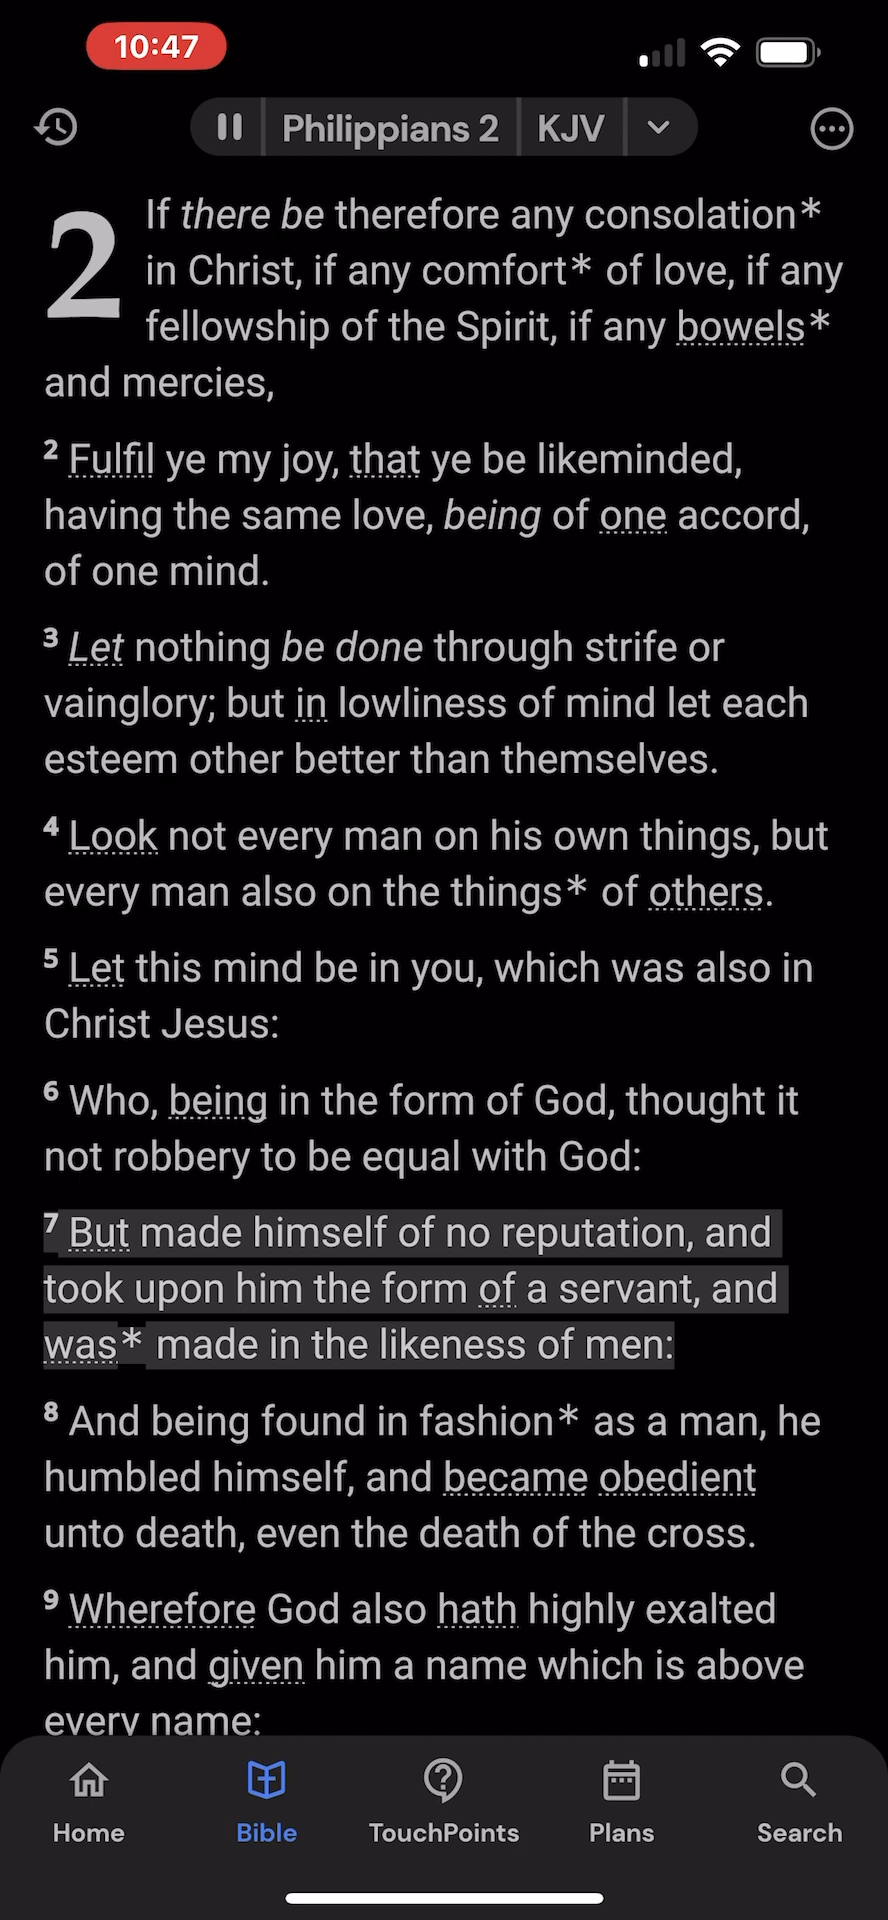 10:47
Philippians 2 KJV
2 If there be therefore any consolation*
in Christ, if any comfort* of love, if any
fellowship of the Spirit, if any bowels*
and mercies,
2 Fulfil ye my joy, that ye be likeminded,
having the same love, being of one accord,
of one mind.
3 Let nothing be done through strife or
vainglory; but in lowliness of mind let each
esteem other better than themselves.
4 Look not every man on his own things, but
every man also on the things* of others.
5 Let this mind be in you, which was also in
Christ Jesus:
6 Who, being in the form of God, thought it
not robbery to be equal with God:
7 But made himself of no reputation, and
took upon him the form of a servant, and
was* made in the likeness of men:
8 And being found in fashion* as a man, he
humbled himself, and became obedient
unto death, even the death of the cross.
9 Wherefore God also hath highly exalted
him, and given him a name which is above
every name:
Home Bible TouchPoints Plans Search